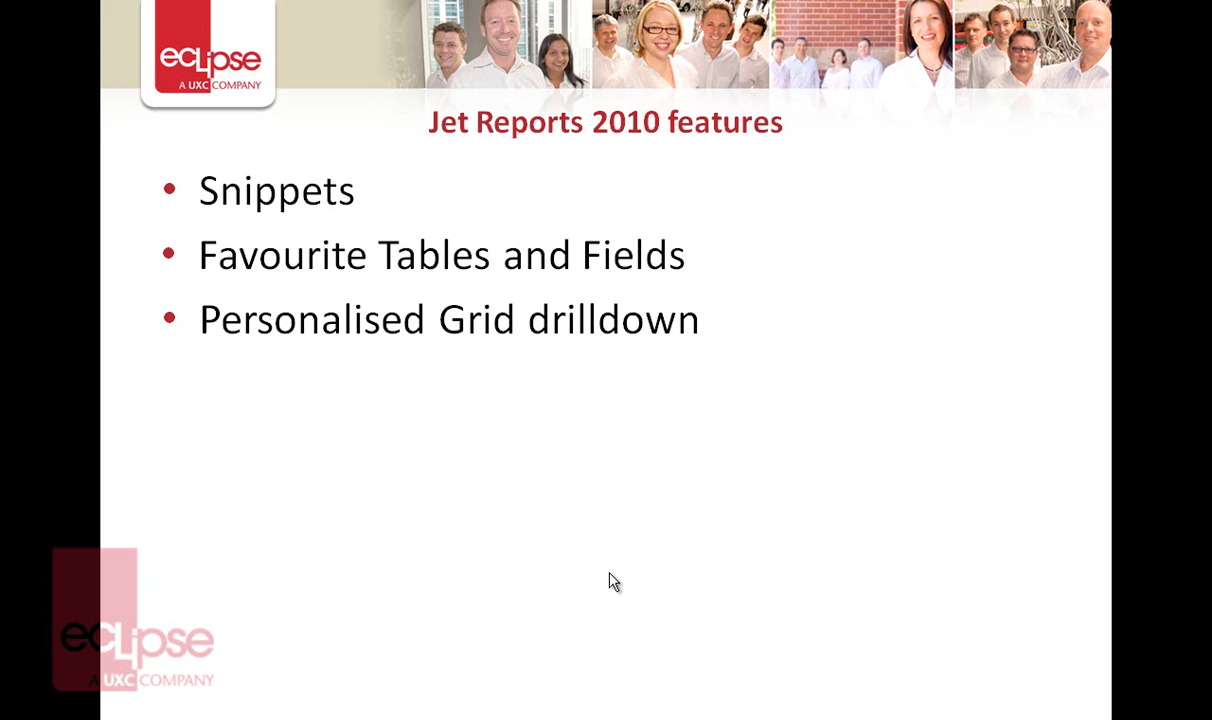 eclipse
A UXC COMPANY
Jet Reports 2010 features
• Snippets
• Favourite Tables and Fields
• Personalised Grid drilldown
eclipse
A UXC COMPANY